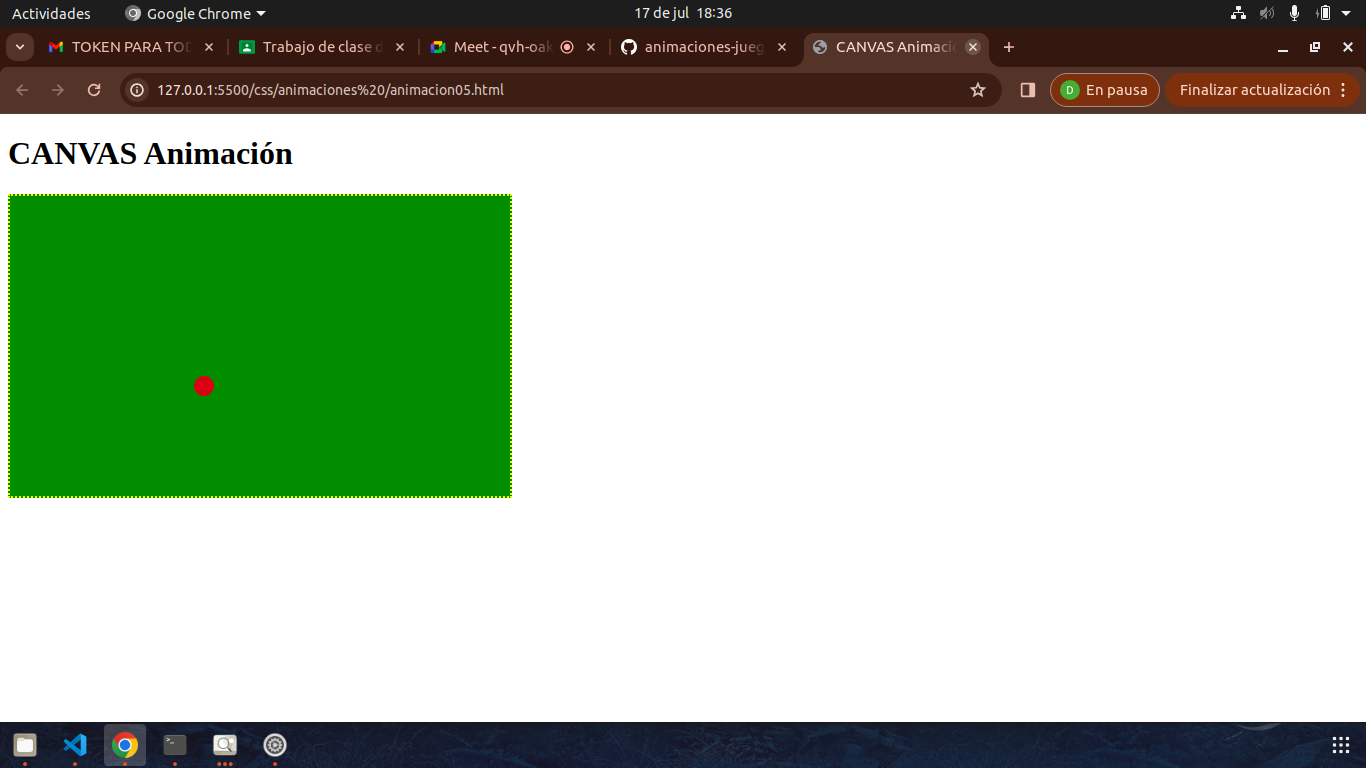 Actividades Google Chrome 17 de jul 18:36
TOKEN PARA TOD Trabajo de clase d Meet - qvh-oak animaciones-jueg CANVAS Animació
127.0.0.1:5500/css/animaciones%20/animacion05.html D En pausa Finalizar actualización
CANVAS Animación